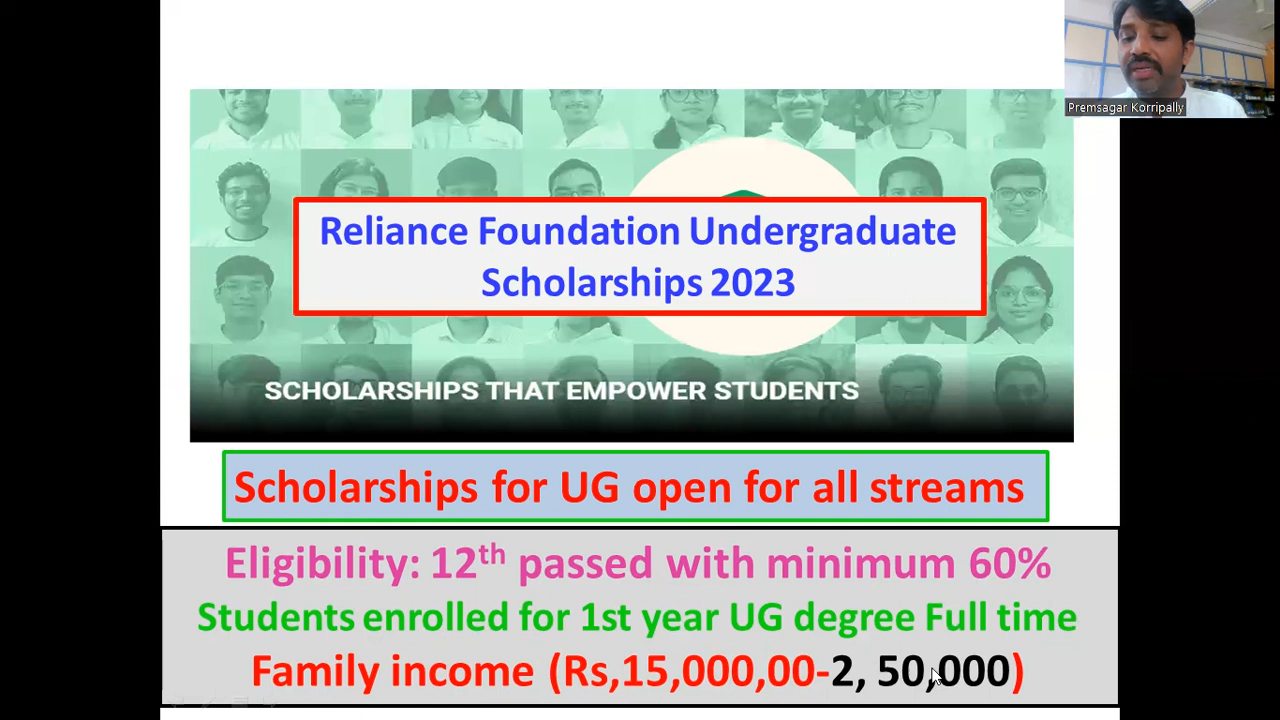 Premsagar Korripally
Reliance Foundation Undergraduate
Scholarships 2023
SCHOLARSHIPS THAT EMPOWER STUDENTS
Scholarships for UG open for all streams
Eligibility: 12th passed with minimum 60%
Students enrolled for 1st year UG degree Full time
Family income (Rs,15,000,00-2, 50,000)